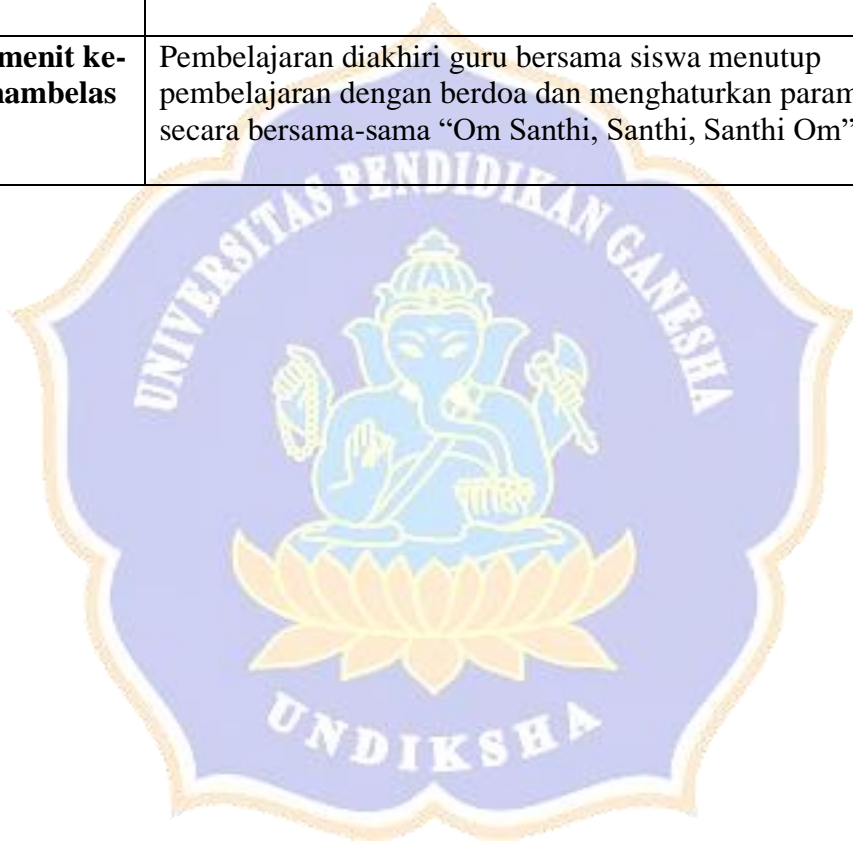 menit ke-
nambelas
Pembelajaran diakhiri guru bersama siswa menutup
pembelajaran dengan berdoa dan menghaturkan param
secara bersama-sama “Om Santhi, Santhi, Santhi Om”
UNIVERSITAS PENDIDIKAN GANESHA
UNDIKSHA